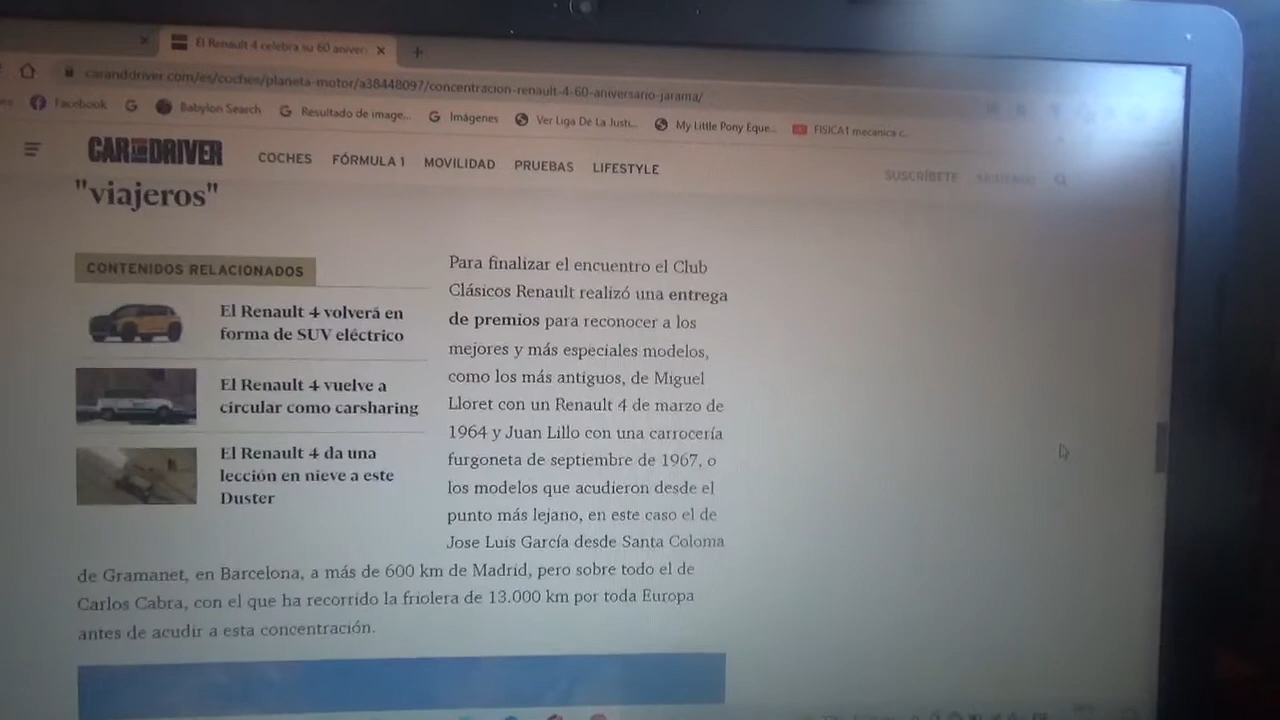 El Renault 4 celebra su 60 anivers
caranddriver.com/es/coches/planeta-motor/a38448097/concentracion-renault-4-60-aniversario-jarama/
Facebook
Babylon Search
Resultado de image...
Imágenes
Ver Liga De La Justi...
My Little Pony Eque...
FISICA1 mecanica c...
CAR AND DRIVER
COCHES
FÓRMULA 1
MOVILIDAD
PRUEBAS
LIFESTYLE
SUSCRÍBETE
"viajeros"
CONTENIDOS RELACIONADOS
El Renault 4 volverá en
forma de SUV eléctrico
El Renault 4 vuelve a
circular como carsharing
El Renault 4 da una
lección en nieve a este
Duster
Para finalizar el encuentro el Club
Clásicos Renault realizó una entrega
de premios para reconocer a los
mejores y más especiales modelos,
como los más antiguos, de Miguel
Lloret con un Renault 4 de marzo de
1964 y Juan Lillo con una carrocería
furgoneta de septiembre de 1967, o
los modelos que acudieron desde el
punto más lejano, en este caso el de
Jose Luis García desde Santa Coloma
de Gramanet, en Barcelona, a más de 600 km de Madrid, pero sobre todo el de
Carlos Cabra, con el que ha recorrido la friolera de 13.000 km por toda Europa
antes de acudir a esta concentración.